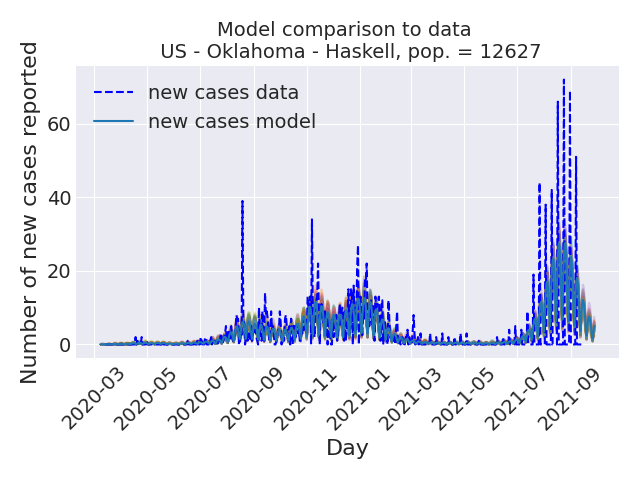 Model comparison to data
US - Oklahoma - Haskell, pop. = 12627
Number of new cases reported
new cases data
new cases model
60
40
20
0
2020-03
2020-05
2020-07
2020-09
2020-11
2021-01
2021-03
2021-05
2021-07
2021-09
Day